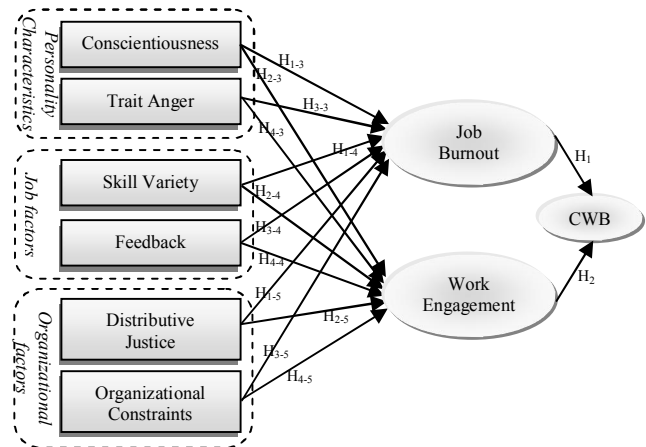 Personality
Characteristics
Conscientiousness
Trait Anger
Job factors
Skill Variety
Feedback
Organizational
factors
Distributive
Justice
Organizational
Constraints
H1-3
H2-3
H3-3
H4-3
H1-4
H2-4
H3-4
H4-4
H1-5
H2-5
H3-5
H4-5
Job
Burnout
Work
Engagement
H1
H2
CWB